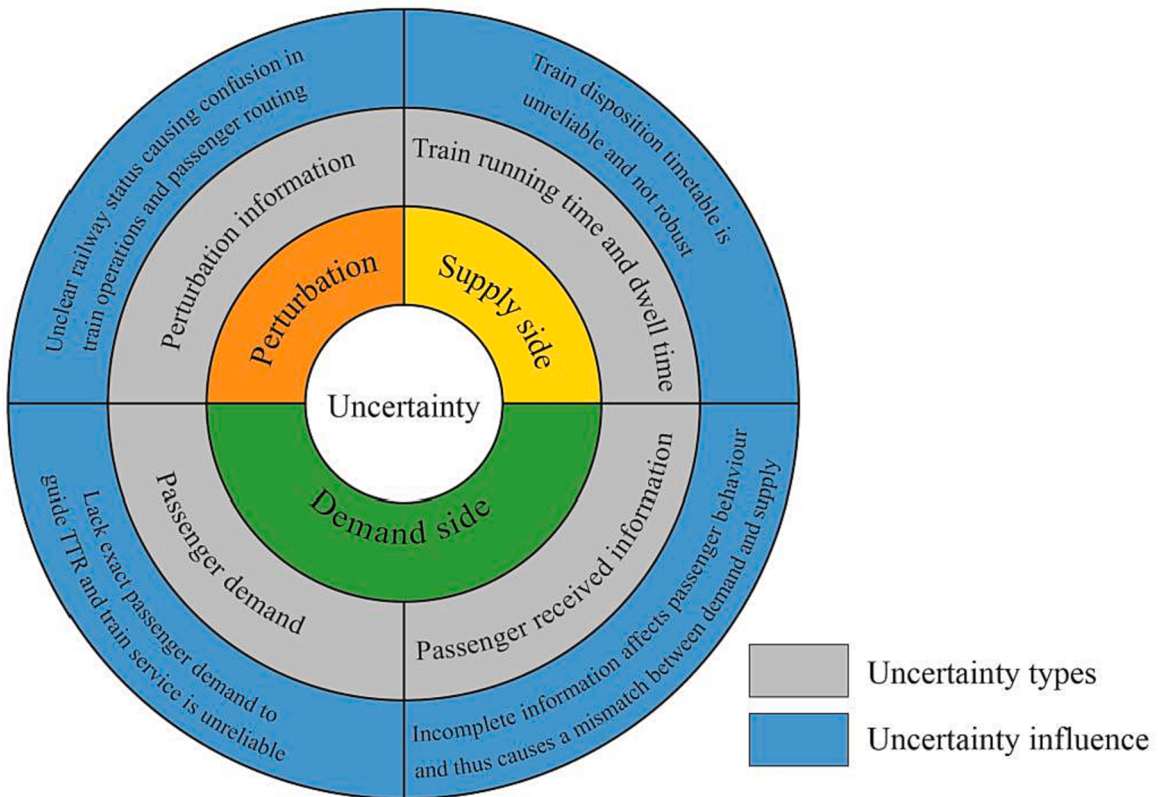 Unclear railway status causing confusion in
train operations and passenger routing
Train disposition timetable is
unreliable and not robust
Perturbation information
Train running time and dwell time
Perturbation
Supply side
Uncertainty
Demand side
Passenger demand
Passenger received information
Lack exact passenger demand to
guide TTR and train service is unreliable
Incomplete information affects passenger behaviour
and thus causes a mismatch between demand and supply
Uncertainty types
Uncertainty influence